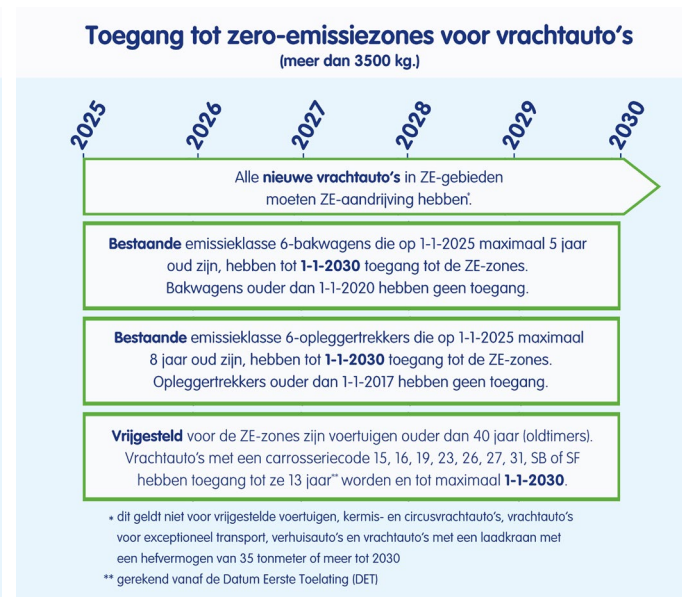 Toegang tot zero-emissiezones voor vrachtauto's
(meer dan 3500 kg.)
2025 2026 2027 2028 2029 2030
Alle nieuwe vrachtauto's in ZE-gebieden
moeten ZE-aandrijving hebben*.
Bestaande emissieklasse 6-bakwagens die op 1-1-2025 maximaal 5 jaar
oud zijn, hebben tot 1-1-2030 toegang tot de ZE-zones.
Bakwagens ouder dan 1-1-2020 hebben geen toegang.
Bestaande emissieklasse 6-opleggertrekkers die op 1-1-2025 maximaal
8 jaar oud zijn, hebben tot 1-1-2030 toegang tot de ZE-zones.
Opleggertrekkers ouder dan 1-1-2017 hebben geen toegang.
Vrijgesteld voor de ZE-zones zijn voertuigen ouder dan 40 jaar (oldtimers).
Vrachtauto's met een carrosseriecode 15, 16, 19, 23, 26, 27, 31, SB of SF
hebben toegang tot ze 13 jaar** worden en tot maximaal 1-1-2030.
* dit geldt niet voor vrijgestelde voertuigen, kermis- en circusvrachtauto's, vrachtauto's
voor exceptioneel transport, verhuisauto's en vrachtauto's met een laadkraan met
een hefvermogen van 35 tonmeter of meer tot 2030
** gerekend vanaf de Datum Eerste Toelating (DET)